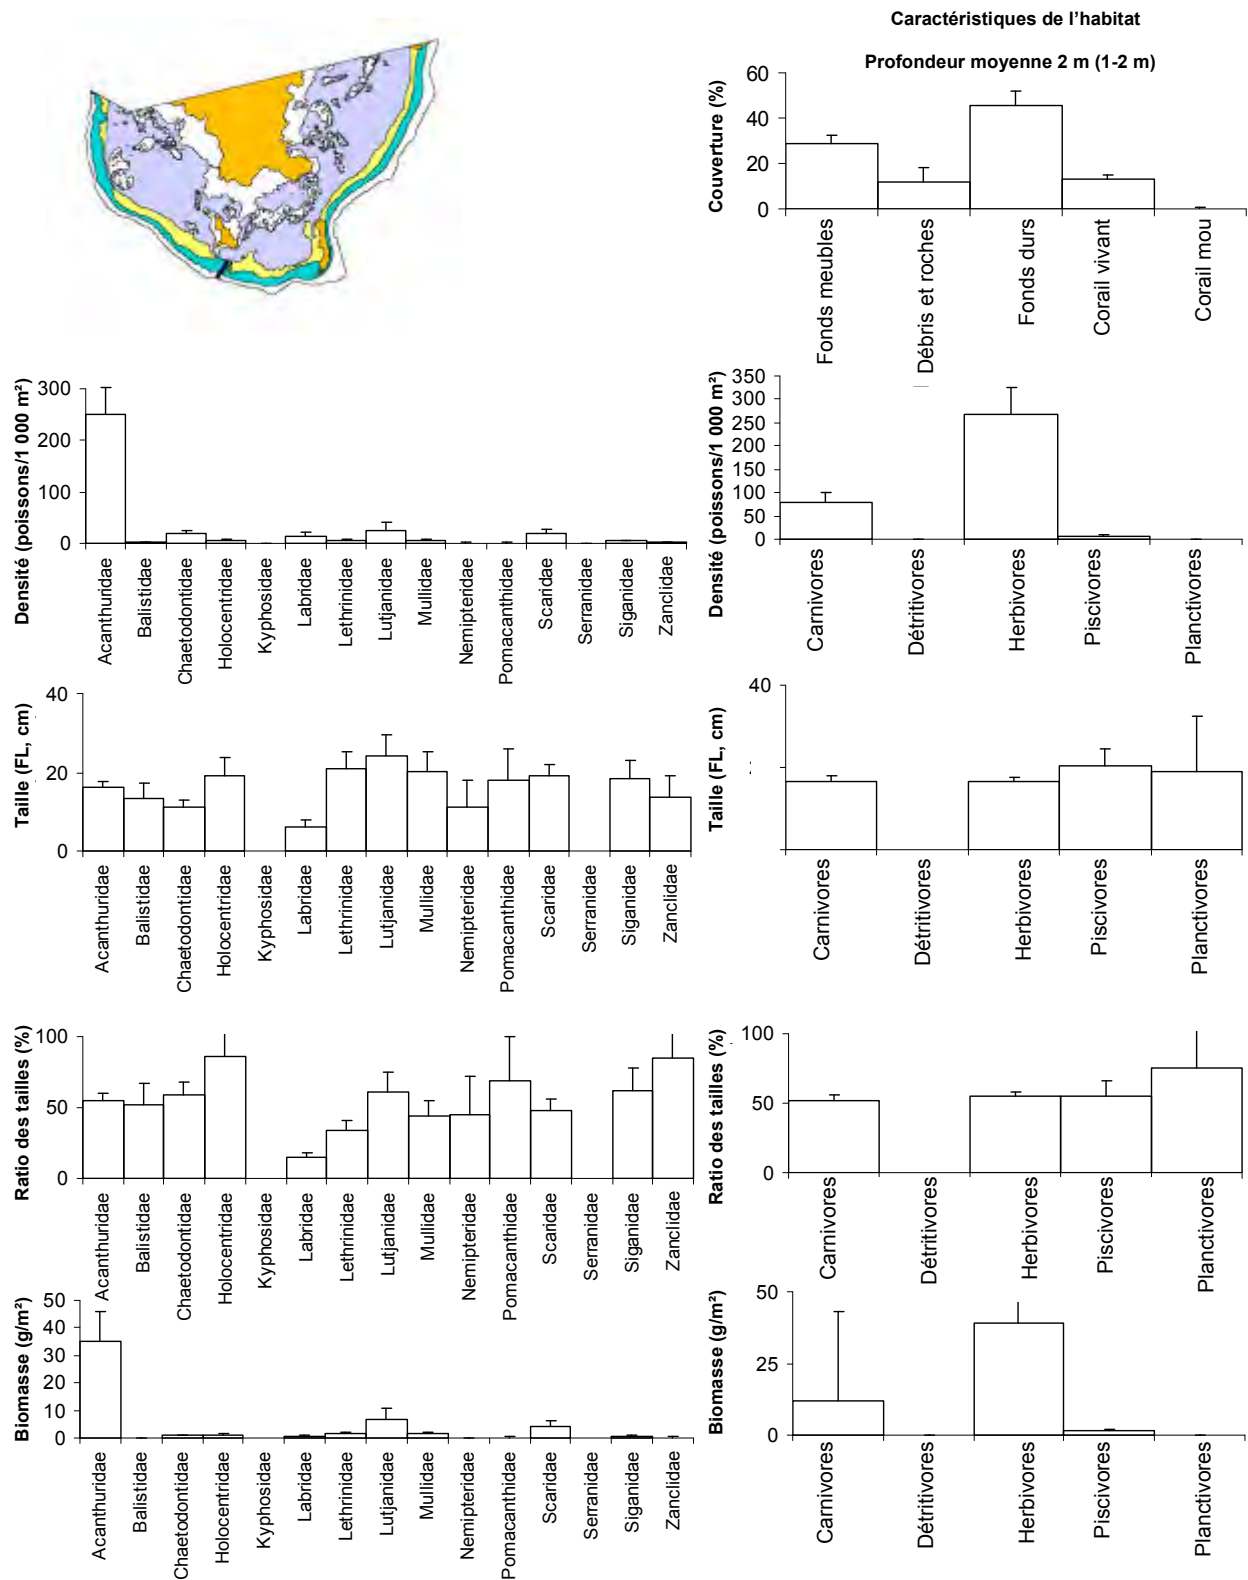 Caractéristiques de l'habitat
Profondeur moyenne 2 m (1-2 m)
Couverture (%)
60
40
20
0
Fonds meubles
Débris et roches
Fonds durs
Corail vivant
Corail mou
Densité (poissons/1 000 m²)
300
200
100
0
Acanthuridae
Balistidae
Chaetodontidae
Holocentridae
Kyphosidae
Labridae
Lethrinidae
Lutjanidae
Mullidae
Nemipteridae
Pomacanthidae
Scaridae
Serranidae
Siganidae
Zanclidae
Densité (poissons/1 000 m²)
350
300
250
200
150
100
50
0
Carnivores
Détritivores
Herbivores
Piscivores
Planctivores
Taille (FL, cm)
40
20
0
Acanthuridae
Balistidae
Chaetodontidae
Holocentridae
Kyphosidae
Labridae
Lethrinidae
Lutjanidae
Mullidae
Nemipteridae
Pomacanthidae
Scaridae
Serranidae
Siganidae
Zanclidae
Taille (FL, cm)
40
Carnivores
Détritivores
Herbivores
Piscivores
Planctivores
Ratio des tailles (%)
100
50
0
Acanthuridae
Balistidae
Chaetodontidae
Holocentridae
Kyphosidae
Labridae
Lethrinidae
Lutjanidae
Mullidae
Nemipteridae
Pomacanthidae
Scaridae
Serranidae
Siganidae
Zanclidae
Ratio des tailles (%)
100
50
0
Carnivores
Détritivores
Herbivores
Piscivores
Planctivores
Biomasse (g/m²)
50
40
30
20
10
0
Acanthuridae
Balistidae
Chaetodontidae
Holocentridae
Kyphosidae
Labridae
Lethrinidae
Lutjanidae
Mullidae
Nemipteridae
Pomacanthidae
Scaridae
Serranidae
Siganidae
Zanclidae
Biomasse (g/m²)
50
25
0
Carnivores
Détritivores
Herbivores
Piscivores
Planctivores